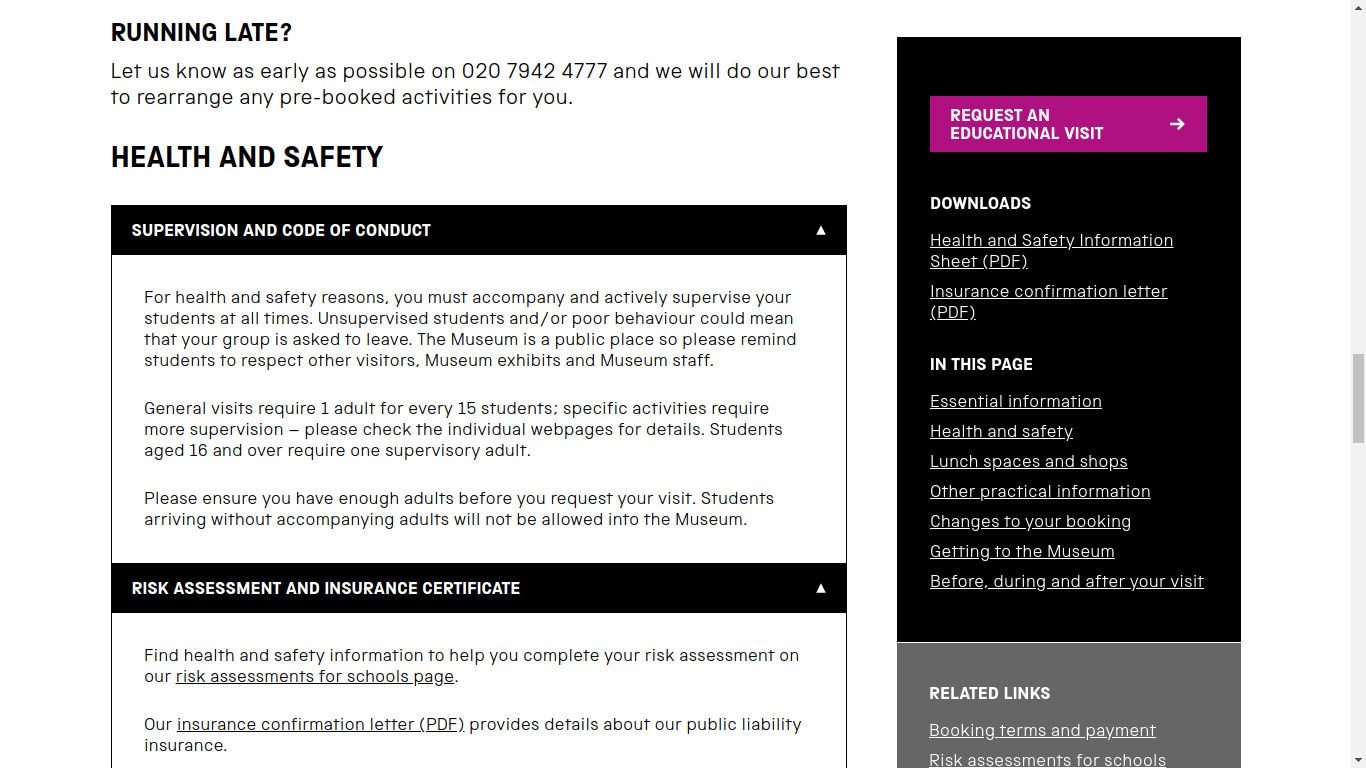 RUNNING LATE?
Let us know as early as possible on 020 7942 4777 and we will do our best
to rearrange any pre-booked activities for you.
HEALTH AND SAFETY
SUPERVISION AND CODE OF CONDUCT
For health and safety reasons, you must accompany and actively supervise your
students at all times. Unsupervised students and/or poor behaviour could mean
that your group is asked to leave. The Museum is a public place so please remind
students to respect other visitors, Museum exhibits and Museum staff.
General visits require 1 adult for every 15 students; specific activities require
more supervision – please check the individual webpages for details. Students
aged 16 and over require one supervisory adult.
Please ensure you have enough adults before you request your visit. Students
arriving without accompanying adults will not be allowed into the Museum.
RISK ASSESSMENT AND INSURANCE CERTIFICATE
Find health and safety information to help you complete your risk assessment on
our risk assessments for schools page.
Our insurance confirmation letter (PDF) provides details about our public liability
insurance.
REQUEST AN
EDUCATIONAL VISIT
DOWNLOADS
Health and Safety Information
Sheet (PDF)
Insurance confirmation letter
(PDF)
IN THIS PAGE
Essential information
Health and safety
Lunch spaces and shops
Other practical information
Changes to your booking
Getting to the Museum
Before, during and after your visit
RELATED LINKS
Booking terms and payment
Risk assessments for schools